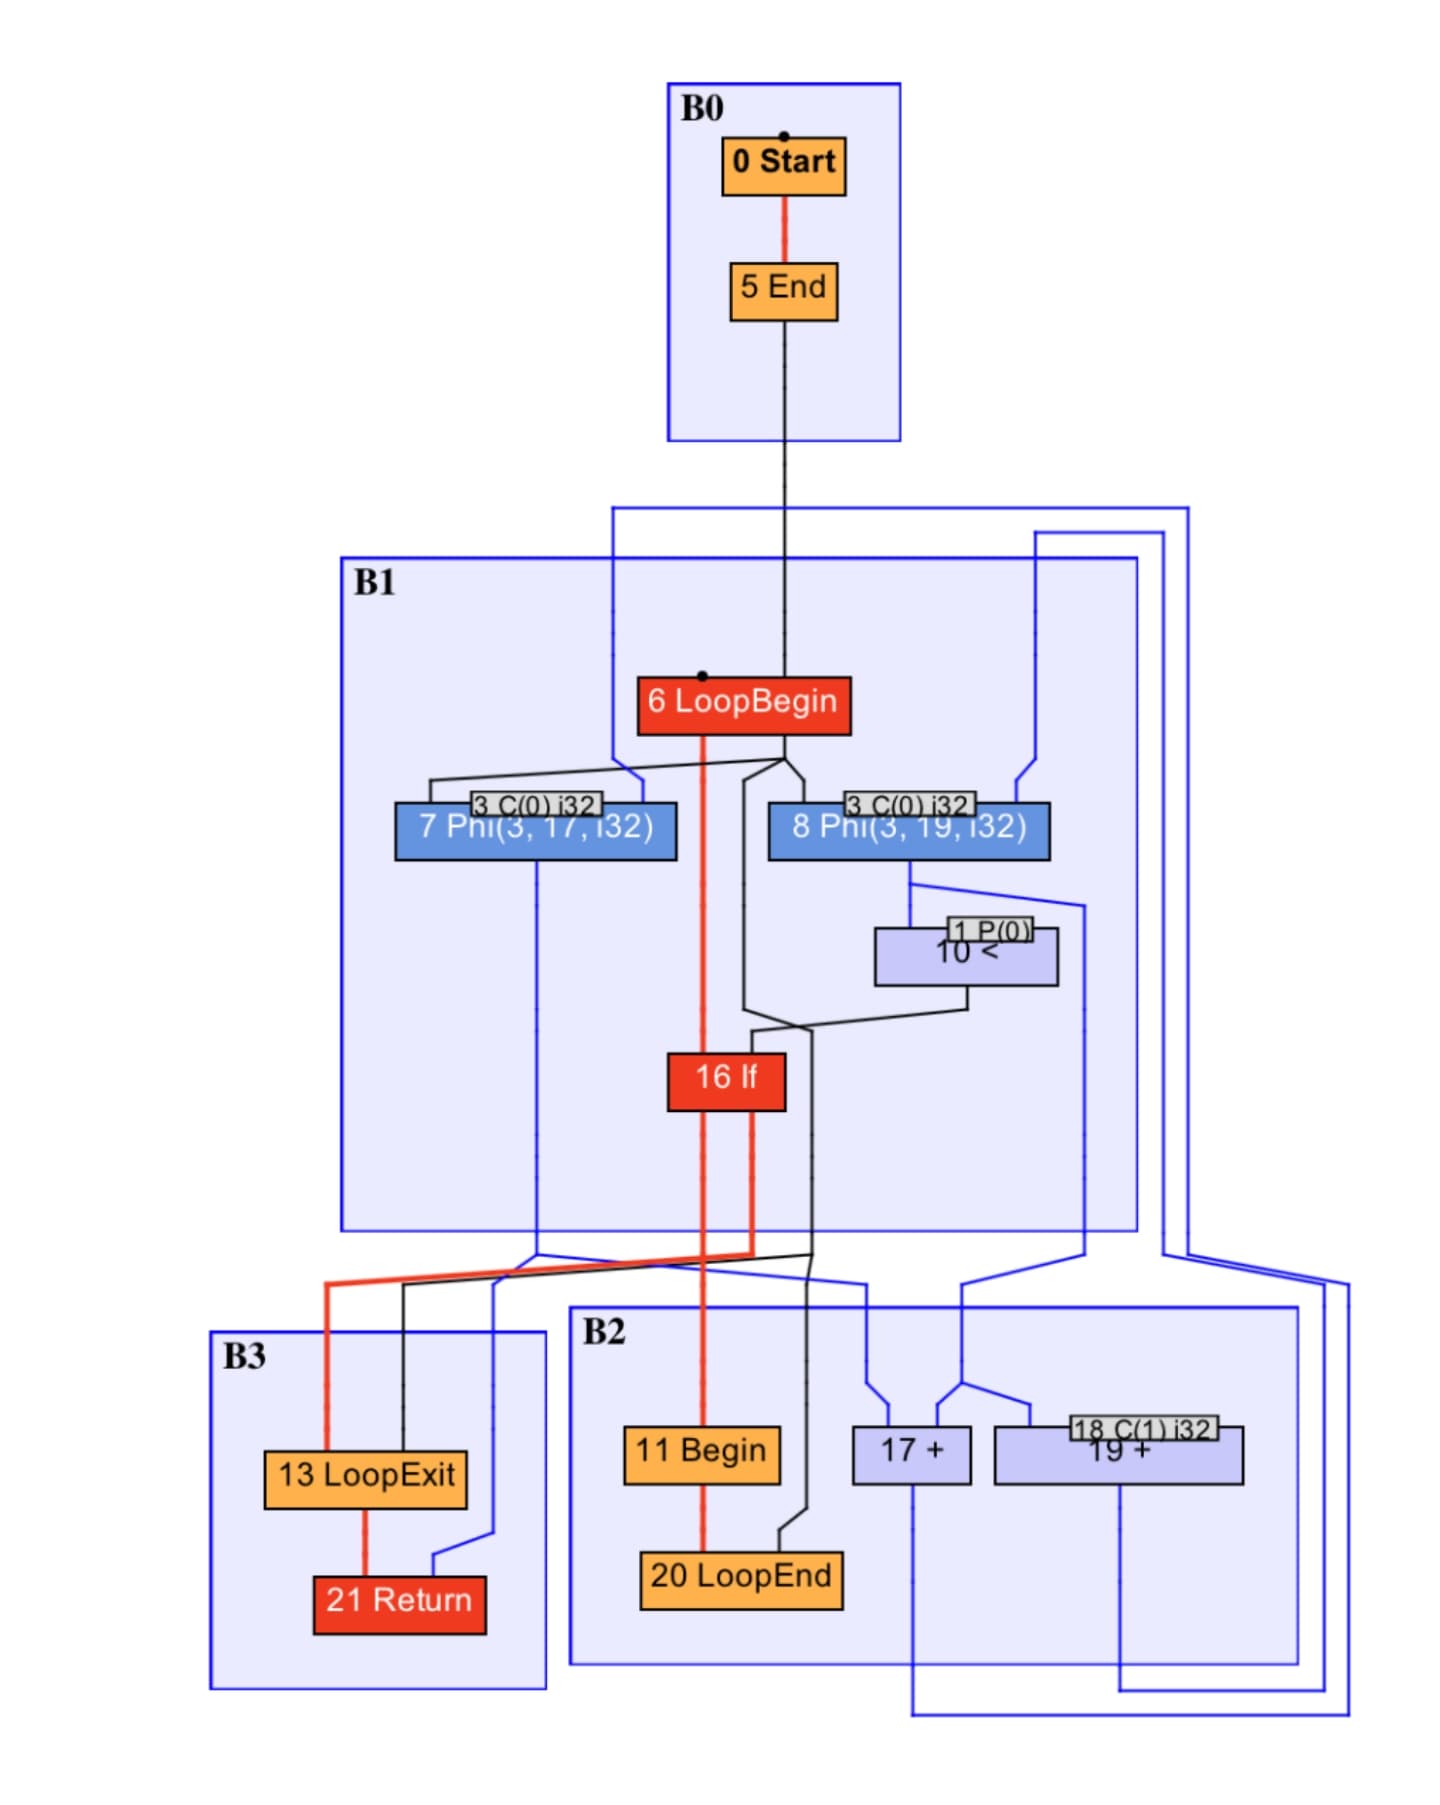 B0
0 Start
5 End
B1
6 LoopBegin
3 C(0) i32
7 Phi(3, 17, i32)
3 C(0) i32
8 Phi(3, 19, i32)
1 P(0)
10 <
16 If
B3
B2
11 Begin
17 +
18 C(1) i32
19 +
13 LoopExit
20 LoopEnd
21 Return